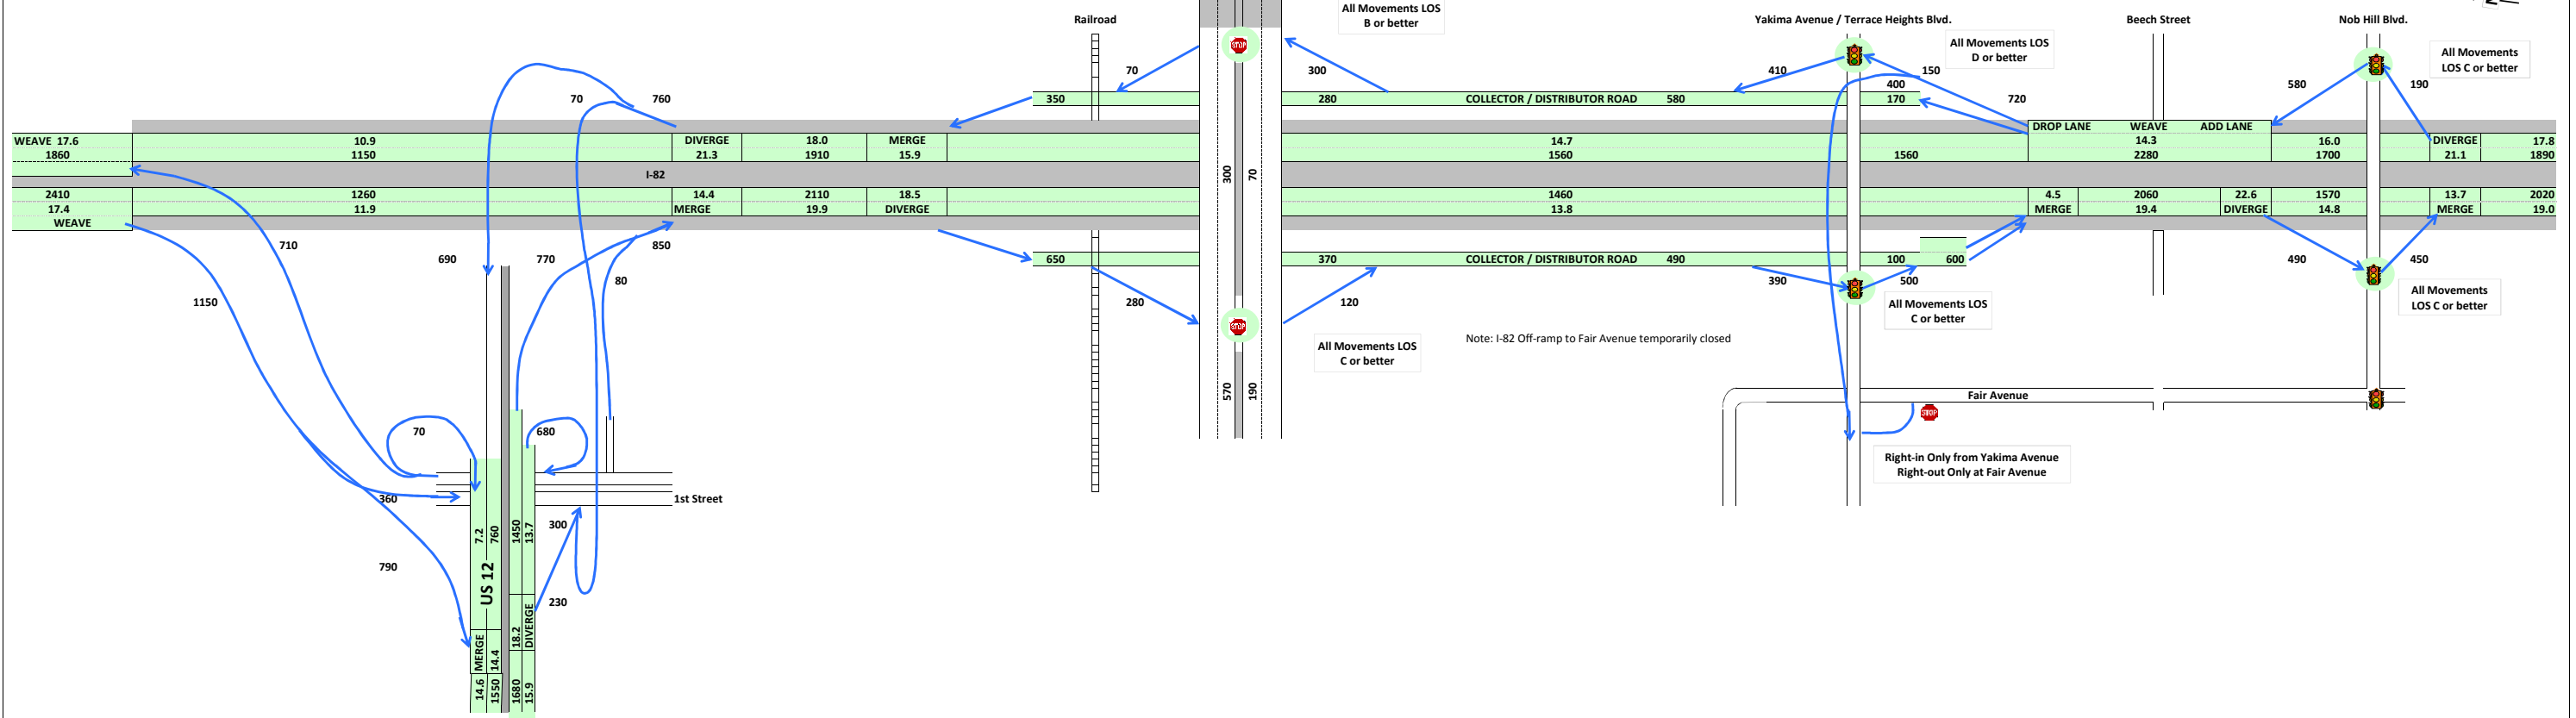 All Movements LOS
B or better
Railroad
Yakima Avenue / Terrace Heights Blvd.
Beech Street
Nob Hill Blvd.
All Movements LOS
D or better
All Movements
LOS C or better
70
300
410
150
400
580
190
70
760
350
280
COLLECTOR / DISTRIBUTOR ROAD
580
170
720
WEAVE 17.6
10.9
DIVERGE
18.0
MERGE
14.7
DROP LANE
WEAVE
ADD LANE
14.3
16.0
DIVERGE
17.8
1860
1150
21.3
1910
15.9
1560
1560
2280
1700
21.1
1890
I-82
300
70
2410
1260
14.4
2110
18.5
1460
4.5
2060
22.6
1570
13.7
2020
17.4
11.9
MERGE
19.9
DIVERGE
13.8
MERGE
19.4
DIVERGE
14.8
MERGE
19.0
WEAVE
710
690
770
850
650
370
COLLECTOR / DISTRIBUTOR ROAD
490
100
600
490
450
1150
80
280
120
390
500
STOP
STOP
All Movements LOS
C or better
All Movements
LOS C or better
Note: I-82 Off-ramp to Fair Avenue temporarily closed
All Movements LOS
C or better
570
190
Fair Avenue
STOP
70
680
Right-in Only from Yakima Avenue
Right-out Only at Fair Avenue
360
1st Street
7.2
760
1450
13.7
300
790
US 12
230
MERGE
14.4
18.2
DIVERGE
14.6
1550
1680
15.9